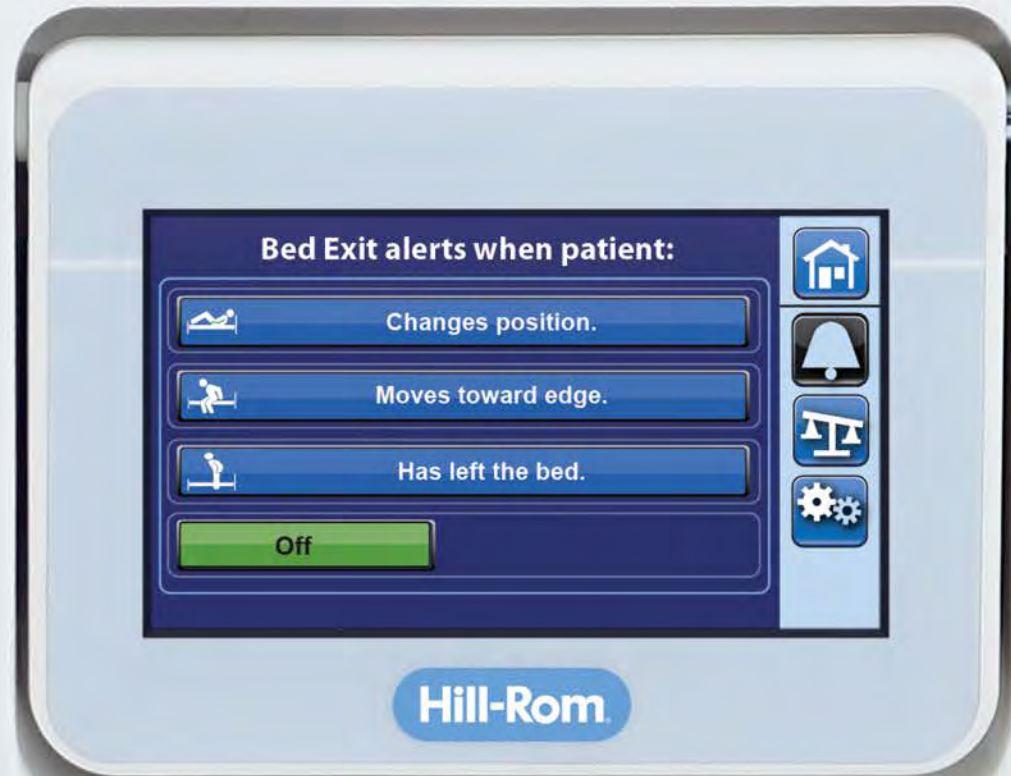 Bed Exit alerts when patient:
Changes position.
Moves toward edge.
Has left the bed.
Off
Hill-Rom